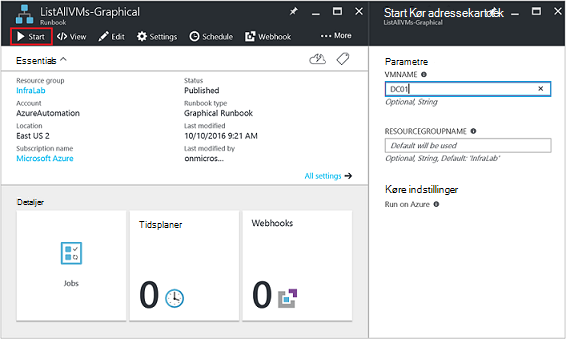 ListAllVMs-Graphical
Runbook
Start
View
Edit
Settings
Schedule
Webhook
More
Essentials
Resource group
InfraLab
Account
AzureAutomation
Location
East US 2
Subscription name
Microsoft Azure
Status
Published
Runbook type
Graphical Runbook
Last modified
10/10/2016 9:21 AM
Last modified by
onmicros...
All settings
Detaljer
Jobs
Tidsplaner
0
Webhooks
0
Start Kør adressekartotek
ListAllVMs-Graphical
Parametre
VMNAME
DC01
Optional, String
RESOURCEGROUPNAME
Default will be used
Optional, String, Default: 'InfraLab'
Køre indstillinger
Run on Azure